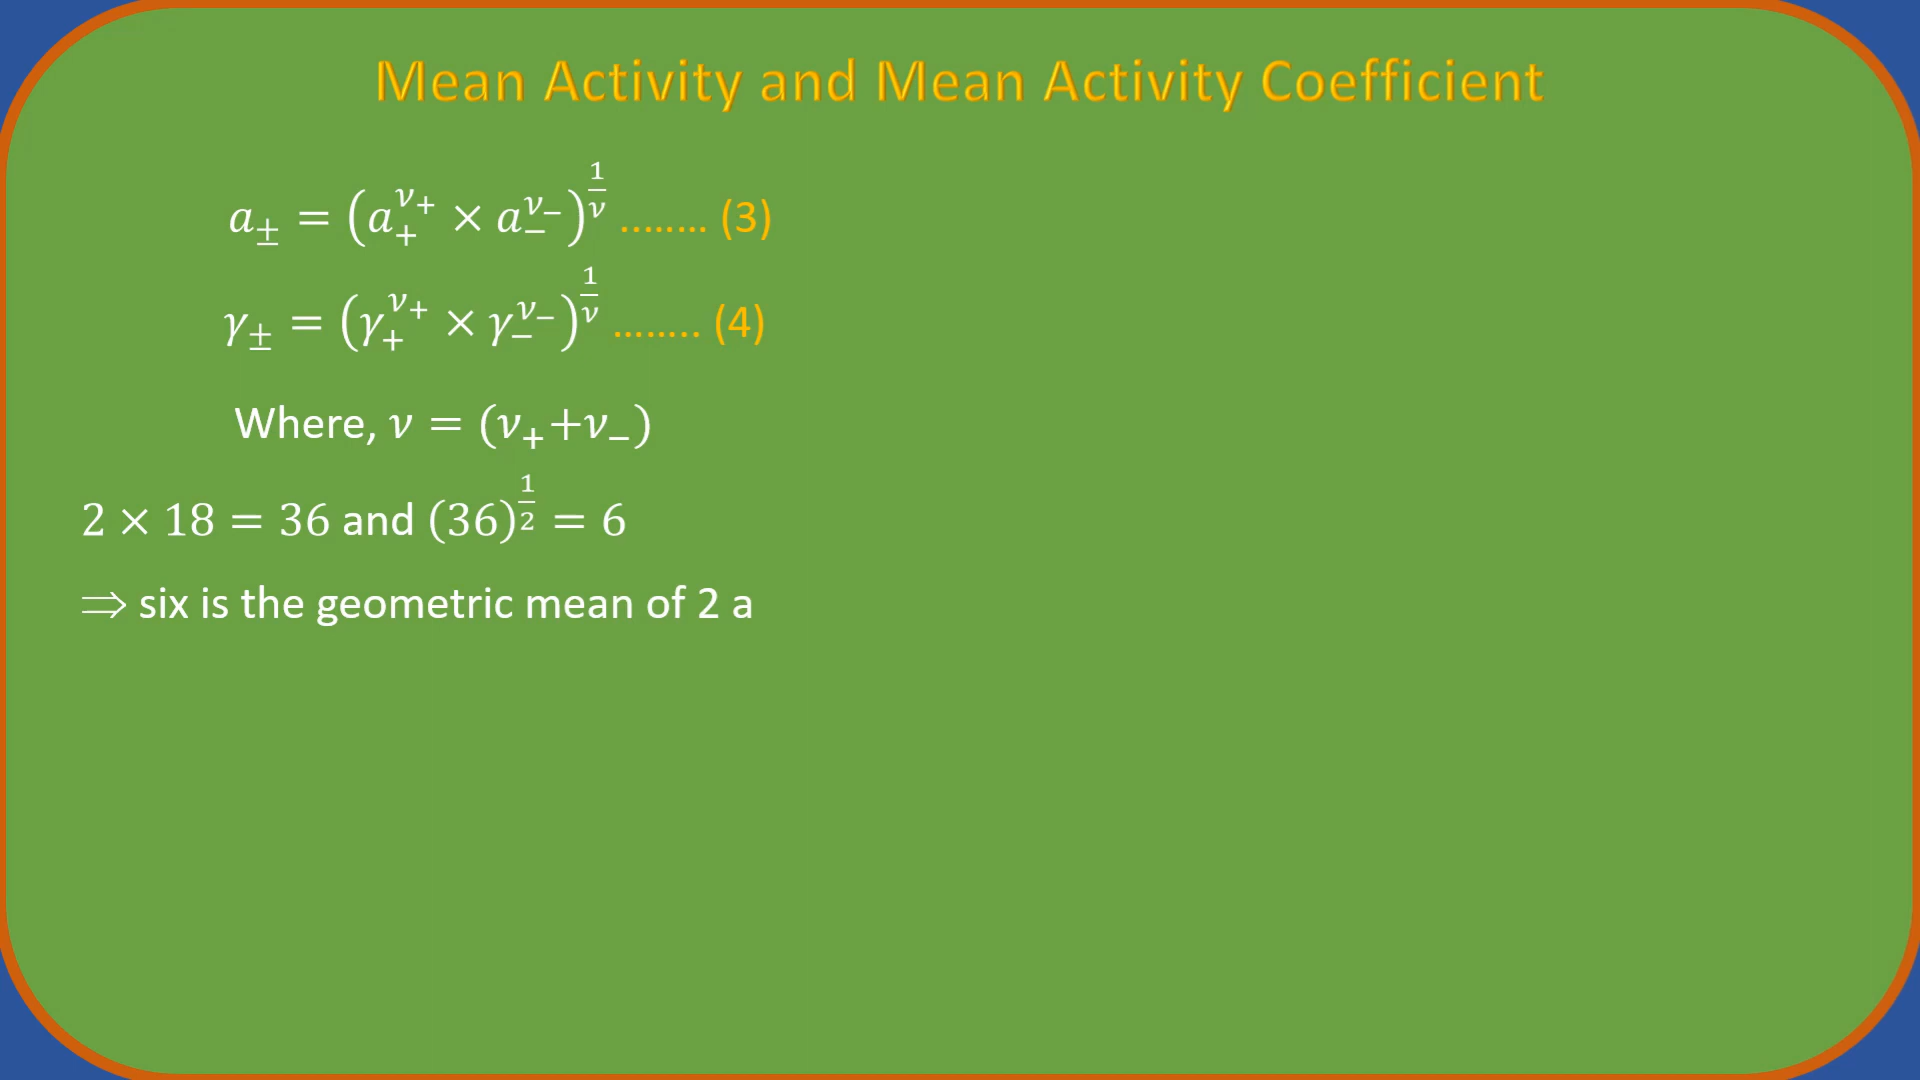 Mean Activity and Mean Activity Coefficient
𝑎± = (𝑎₊^𝜈₊ × 𝑎₋^𝜈₋)^(1/𝜈) ……... (3)
𝛾± = (𝛾₊^𝜈₊ × 𝛾₋^𝜈₋)^(1/𝜈) …….. (4)
Where, 𝜈 = (𝜈₊+𝜈₋)
2 × 18 = 36 and (36)^(1/2) = 6
⟹ six is the geometric mean of 2 a